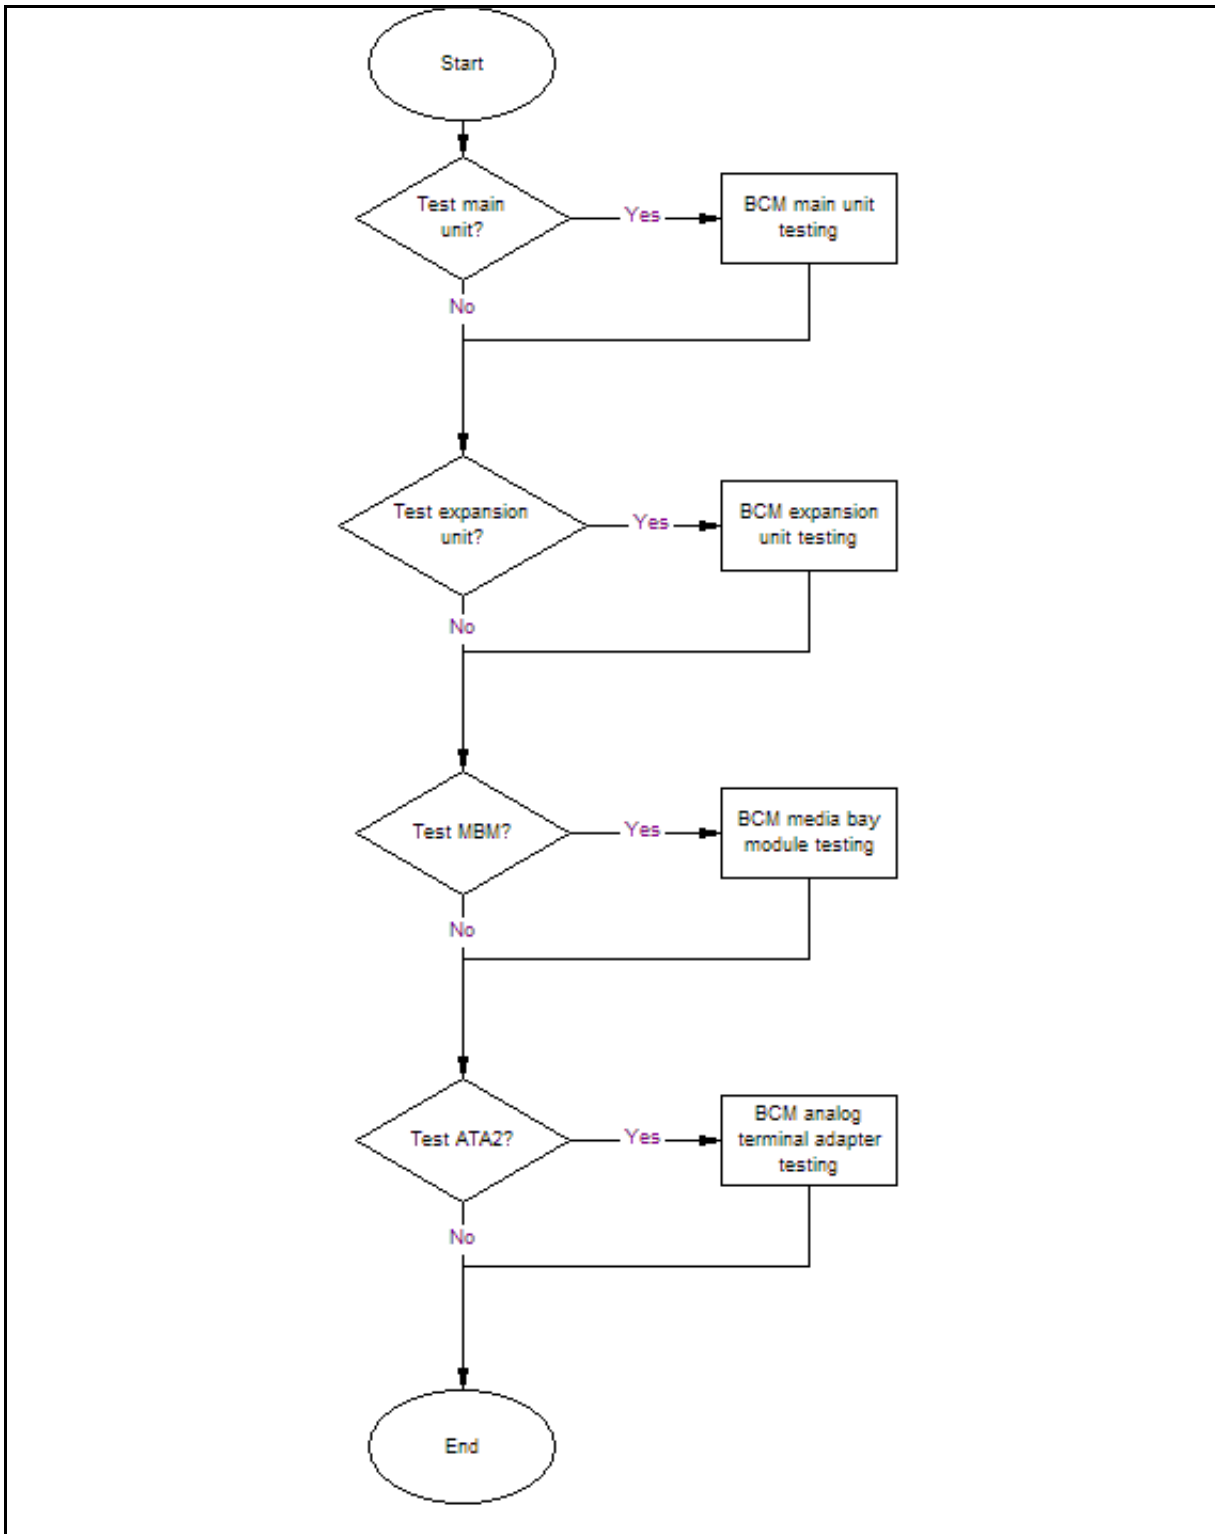 Start
Test main
unit?
Yes
BCM main unit
testing
No
Test expansion
unit?
Yes
BCM expansion
unit testing
No
Test MBM?
Yes
BCM media bay
module testing
No
Test ATA2?
Yes
BCM analog
terminal adapter
testing
No
End